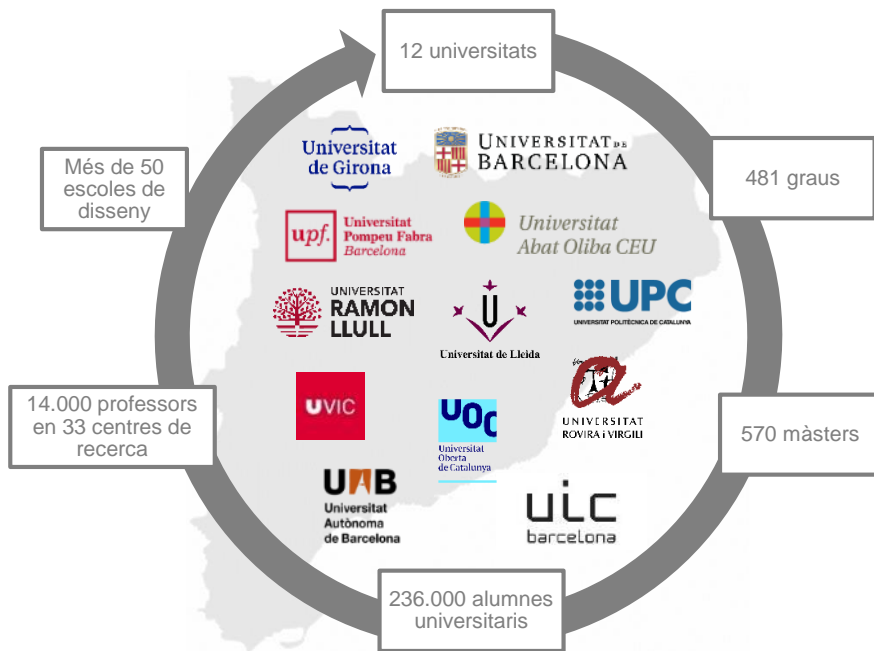 12 universitats
Més de 50
escoles de
disseny
481 graus
Universitat
de Girona
UNIVERSITAT DE
BARCELONA
upf.
Universitat
Pompeu Fabra
Barcelona
Universitat
Abat Oliba CEU
UNIVERSITAT
RAMON
LLULL
U
Universitat de Lleida
UPC
UNIVERSITAT POLITÈCNICA DE CATALUNYA
14.000 professors
en 33 centres de
recerca
UVIC
UOC
Universitat
Oberta
de Catalunya
UNIVERSITAT
ROVIRA i VIRGILI
570 màsters
UAB
Universitat
Autònoma
de Barcelona
uic
barcelona
236.000 alumnes
universitaris